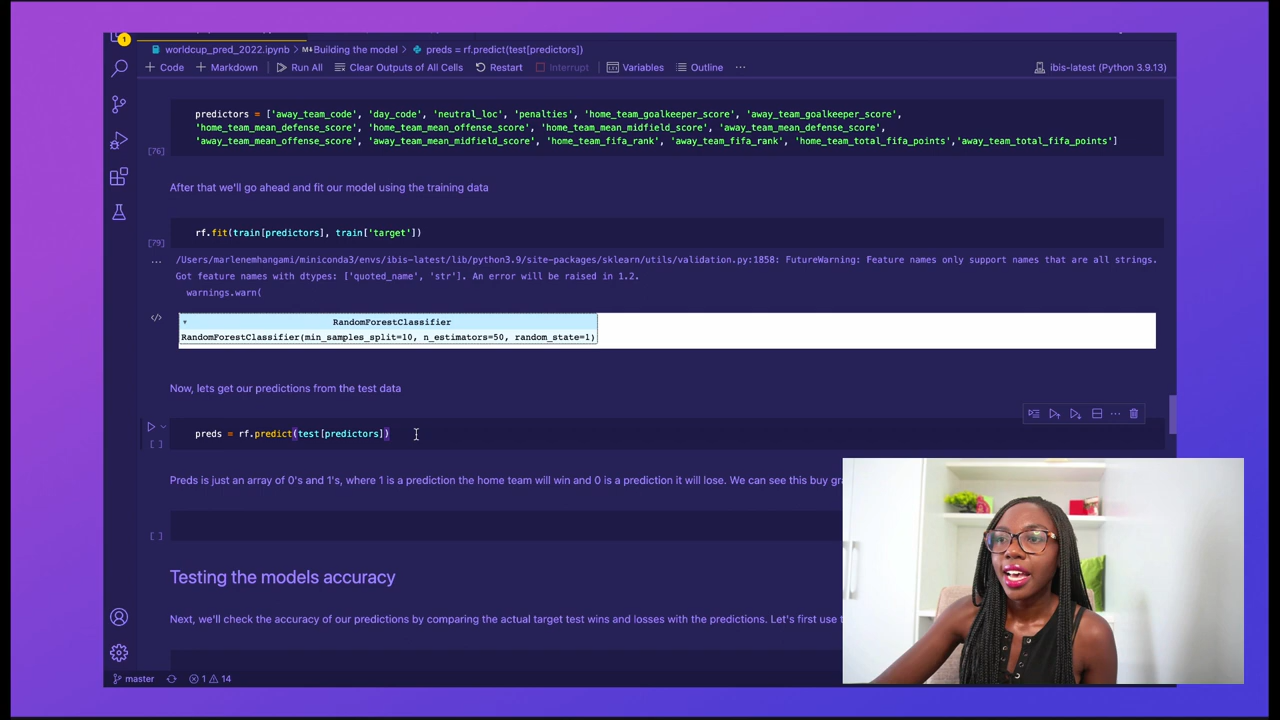 1
worldcup_pred_2022.ipynb > M↓ Building the model > preds = rf.predict(test[predictors])
+ Code + Markdown Run All Clear Outputs of All Cells Restart Interrupt Variables Outline ... ibis-latest (Python 3.9.13)
predictors = ['away_team_code', 'day_code', 'neutral_loc', 'penalties', 'home_team_goalkeeper_score', 'away_team_goalkeeper_score',
'home_team_mean_defense_score', 'home_team_mean_offense_score', 'home_team_mean_midfield_score', 'away_team_mean_defense_score',
'away_team_mean_offense_score', 'away_team_mean_midfield_score', 'home_team_fifa_rank', 'away_team_fifa_rank', 'home_team_total_fifa_points','away_team_total_fifa_points']
[76]
After that we'll go ahead and fit our model using the training data
rf.fit(train[predictors], train['target'])
[79]
... /Users/marlenemhangami/miniconda3/envs/ibis-latest/lib/python3.9/site-packages/sklearn/utils/validation.py:1858: FutureWarning: Feature names only support names that are all strings.
Got feature names with dtypes: ['quoted_name', 'str']. An error will be raised in 1.2.
warnings.warn(
</> ▾ RandomForestClassifier
RandomForestClassifier(min_samples_split=10, n_estimators=50, random_state=1)
Now, lets get our predictions from the test data
preds = rf.predict(test[predictors])
[ ]
Preds is just an array of 0's and 1's, where 1 is a prediction the home team will win and 0 is a prediction it will lose. We can see this buy gr
[ ]
Testing the models accuracy
Next, we'll check the accuracy of our predictions by comparing the actual target test wins and losses with the predictions. Let's first use
master 1 14